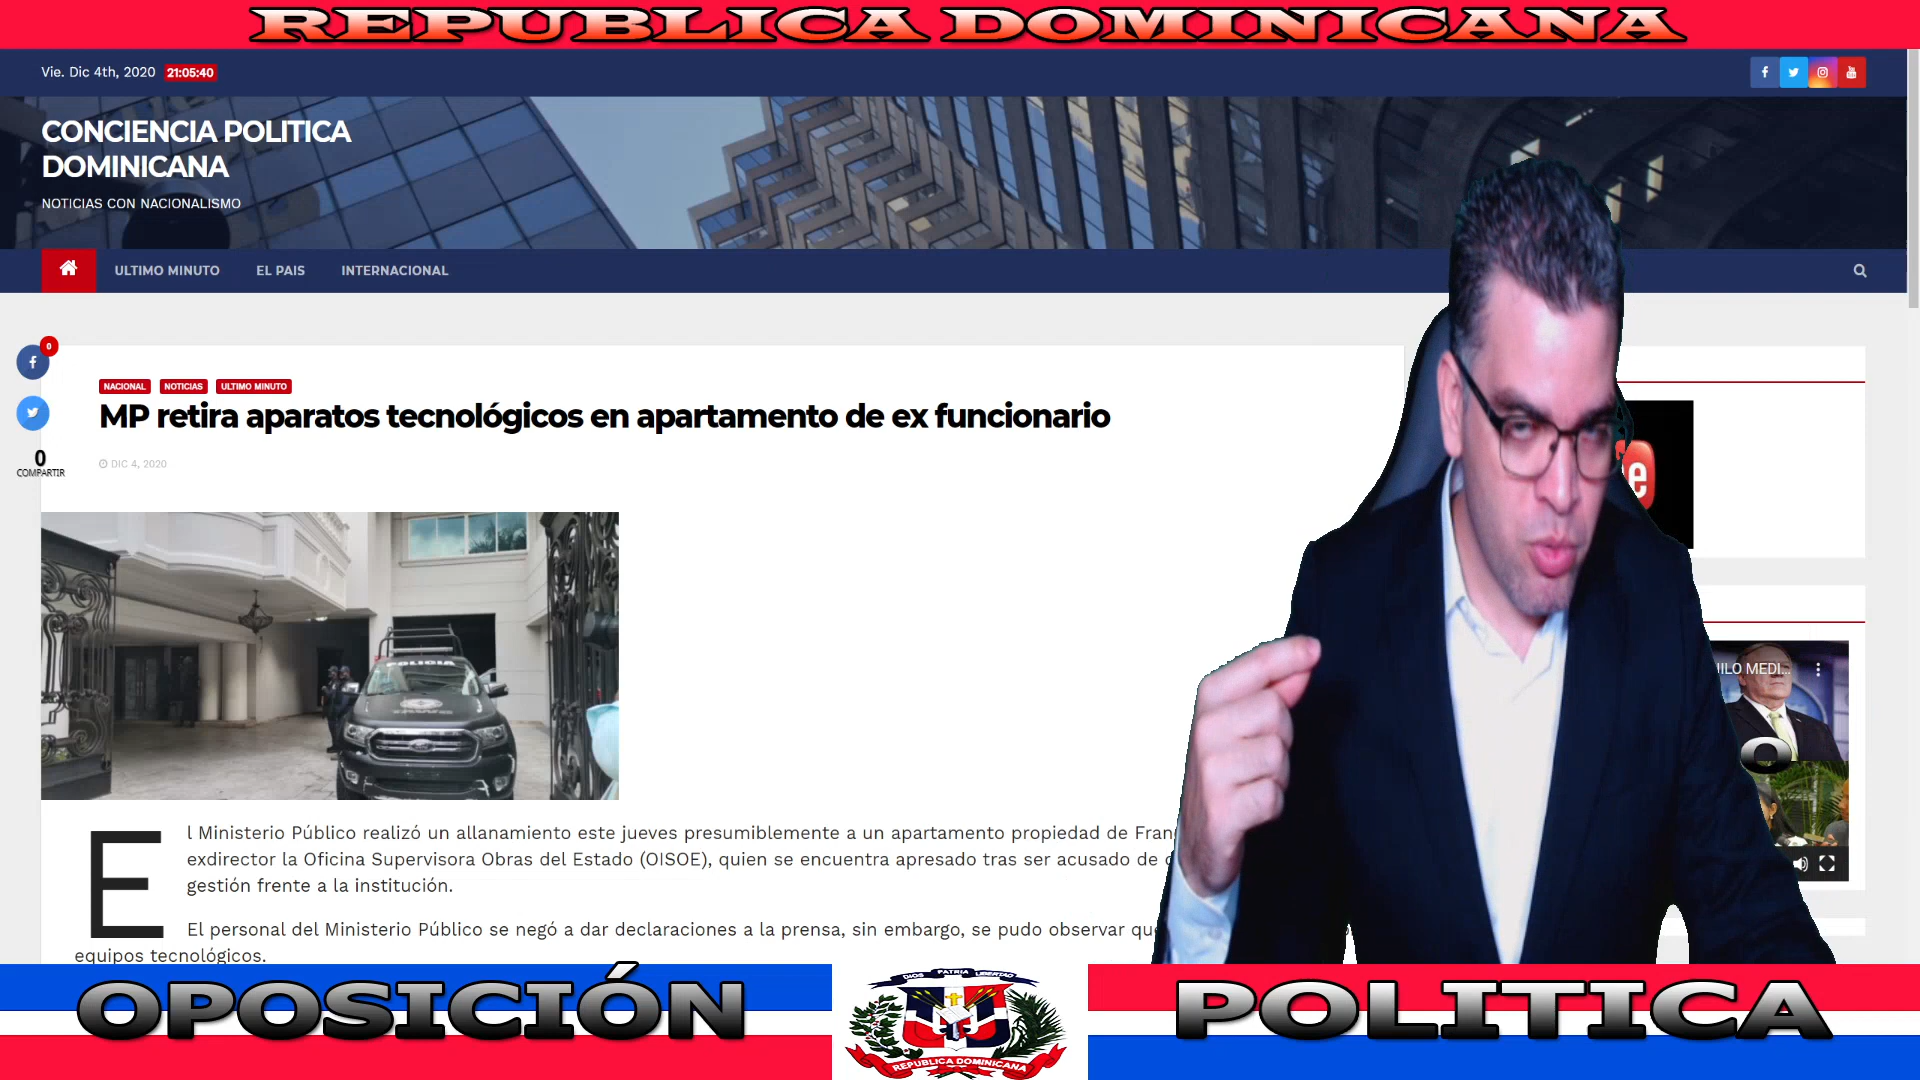 REPUBLICA DOMINICANA
Vie. Dic 4th, 2020 21:05:40
CONCIENCIA POLITICA
DOMINICANA
NOTICIAS CON NACIONALISMO
ULTIMO MINUTO EL PAIS INTERNACIONAL
0
0
COMPARTIR
NACIONAL NOTICIAS ULTIMO MINUTO
MP retira aparatos tecnológicos en apartamento de ex funcionario
DIC 4, 2020
POLICIA
e
El Ministerio Público realizó un allanamiento este jueves presumiblemente a un apartamento propiedad de
exdirector la Oficina Supervisora Obras del Estado (OISOE), quien se encuentra apresado tras ser acusado de
gestión frente a la institución.
El personal del Ministerio Público se negó a dar declaraciones a la prensa, sin embargo, se pudo observar
equipos tecnológicos.
O
OPOSICIÓN
DIOS PATRIA LIBERTAD
REPUBLICA DOMINICANA
POLITICA